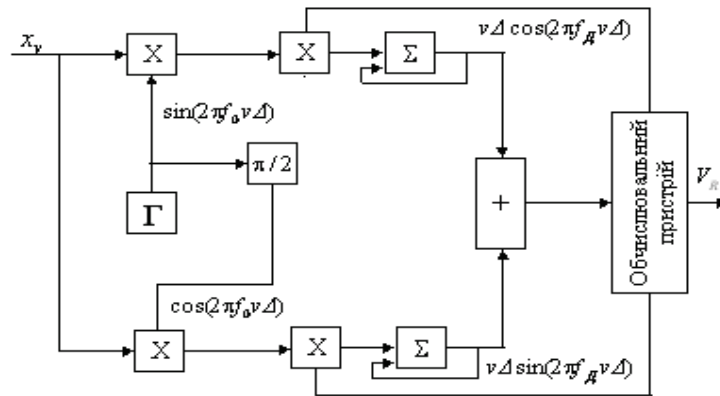 X_ν
X
X
Σ
νΔ cos(2πf_Д νΔ)
sin(2πf_0 νΔ)
π/2
Г
+
Обчислювальний
пристрій
V_R
cos(2πf_0 νΔ)
X
X
Σ
νΔ sin(2πf_Д νΔ)